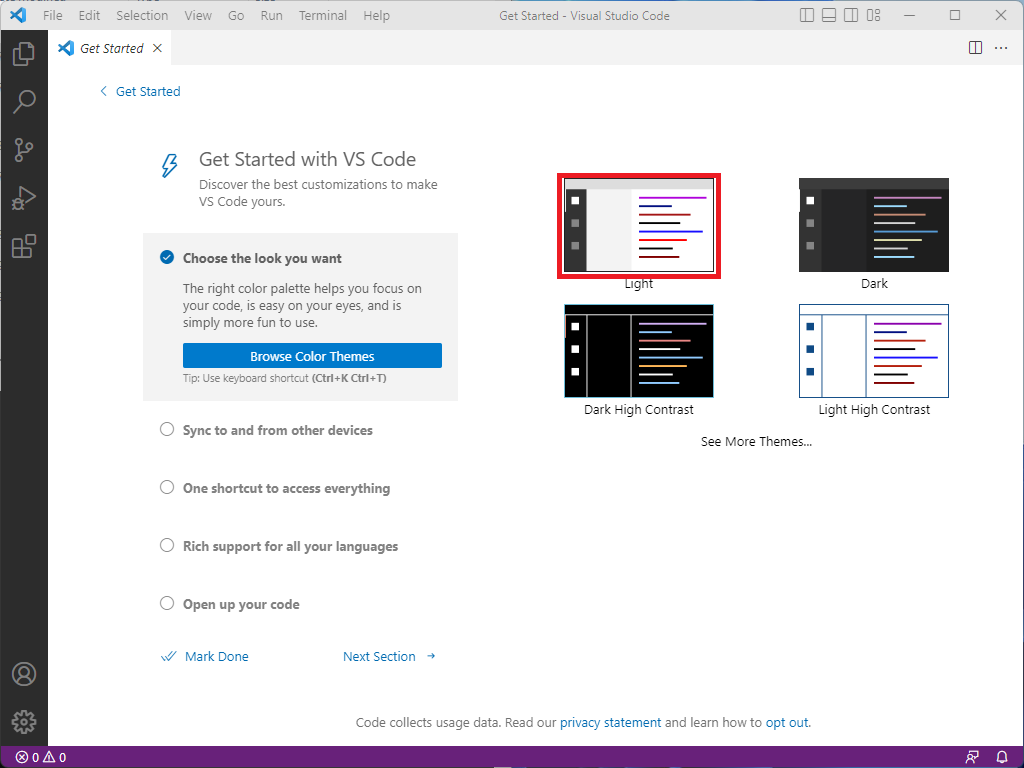 File Edit Selection View Go Run Terminal Help Get Started - Visual Studio Code
Get Started
Get Started
Get Started with VS Code
Discover the best customizations to make
VS Code yours.
Choose the look you want
The right color palette helps you focus on
your code, is easy on your eyes, and is
simply more fun to use.
Browse Color Themes
Tip: Use keyboard shortcut (Ctrl+K Ctrl+T)
Sync to and from other devices
One shortcut to access everything
Rich support for all your languages
Open up your code
Mark Done Next Section
Light Dark
Dark High Contrast Light High Contrast
See More Themes...
Code collects usage data. Read our privacy statement and learn how to opt out.
0 0